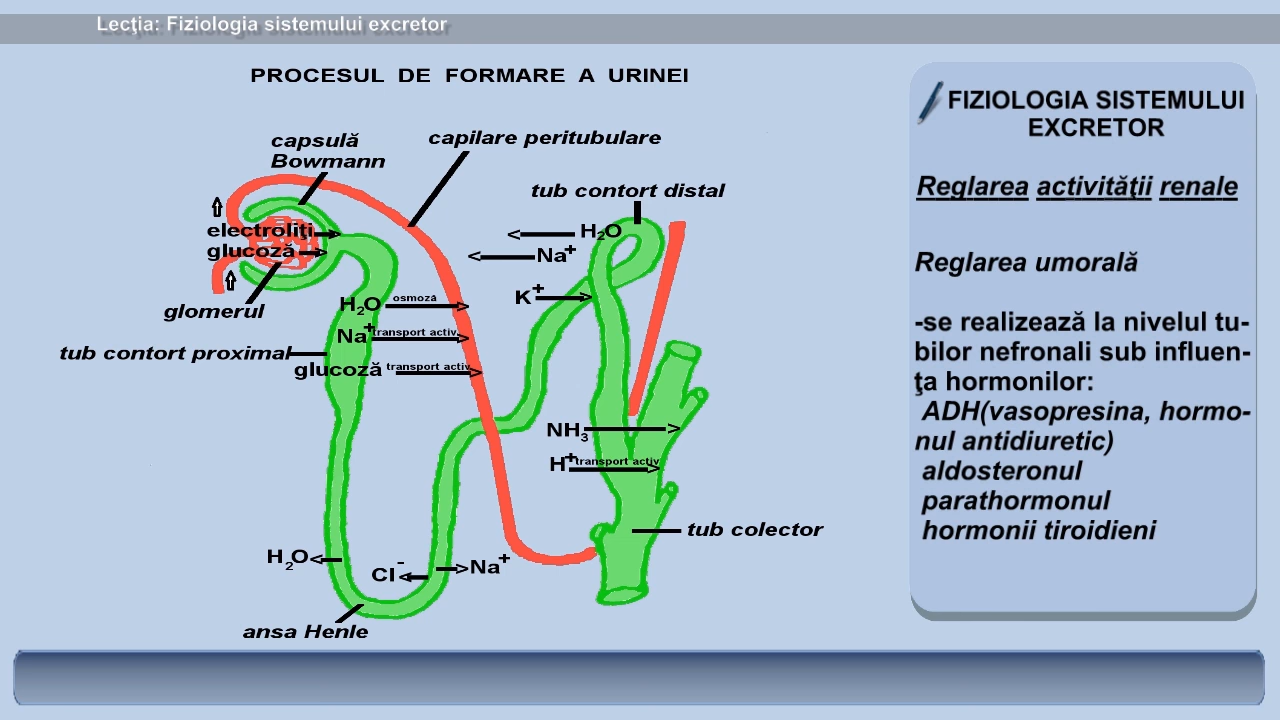 Lecţia: Fiziologia sistemului excretor
PROCESUL DE FORMARE A URINEI
capsulă
Bowmann
capilare peritubulare
tub contort distal
electroliţi
glucoză
glomerul
H₂O
Na⁺
K⁺
H₂O osmoză
Na⁺ transport activ
tub contort proximal
glucoză transport activ
NH₃
H⁺ transport activ
tub colector
H₂O
Cl⁻
Na⁺
ansa Henle
FIZIOLOGIA SISTEMULUI
EXCRETOR
Reglarea activităţii renale
Reglarea umorală
-se realizează la nivelul tu-
bilor nefronali sub influen-
ţa hormonilor:
ADH(vasopresina, hormo-
nul antidiuretic)
aldosteronul
parathormonul
hormonii tiroidieni